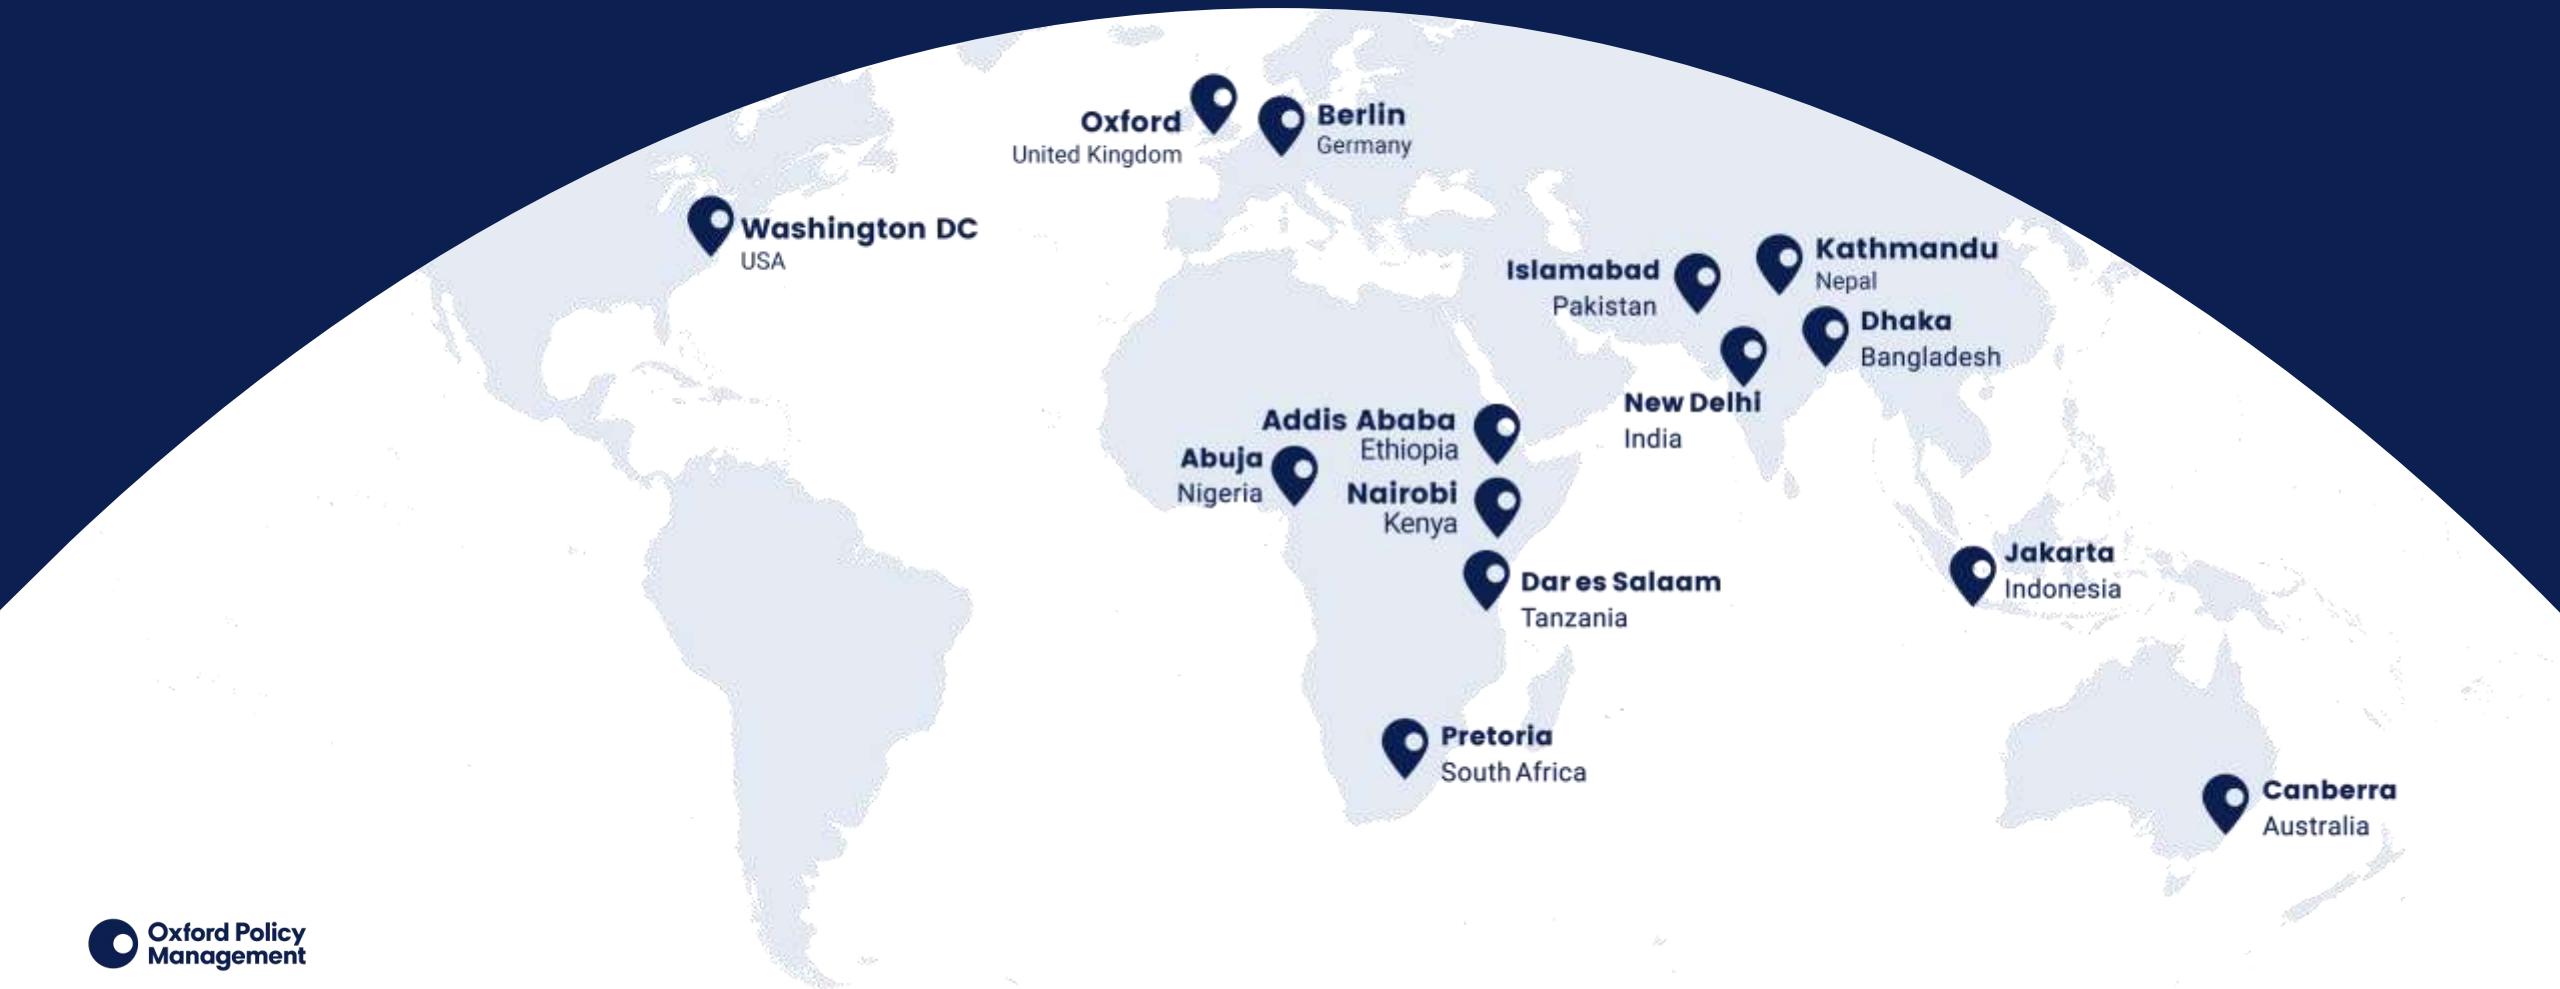 Oxford
United Kingdom
Berlin
Germany
Washington DC
USA
Islamabad
Pakistan
Kathmandu
Nepal
Dhaka
Bangladesh
New Delhi
India
Addis Ababa
Ethiopia
Abuja
Nigeria
Nairobi
Kenya
Dar es Salaam
Tanzania
Jakarta
Indonesia
Pretoria
South Africa
Canberra
Australia
Oxford Policy
Management